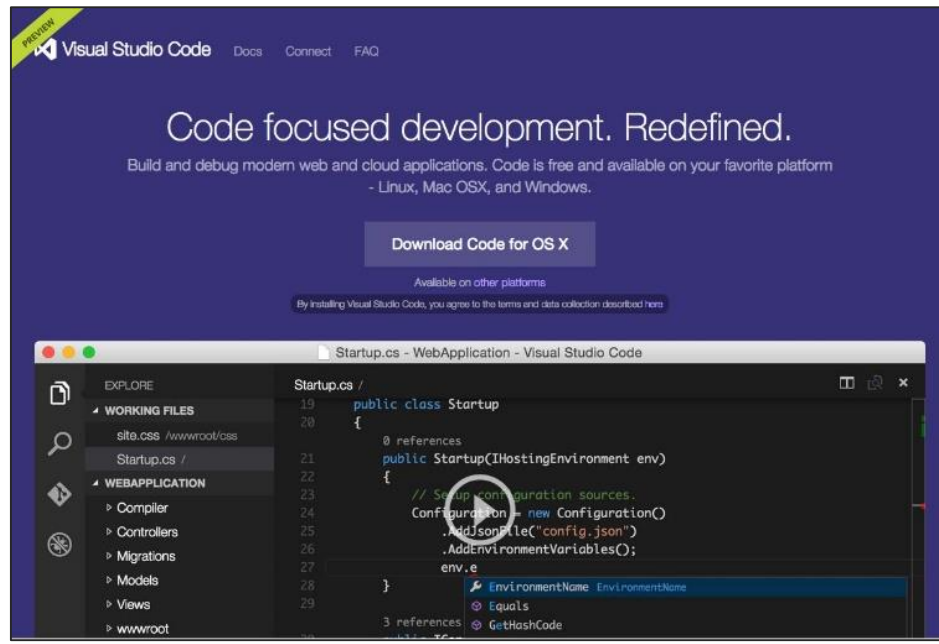 PREVIEW
Visual Studio Code Docs Connect FAQ
Code focused development. Redefined.
Build and debug modern web and cloud applications. Code is free and available on your favorite platform
- Linux, Mac OSX, and Windows.
Download Code for OS X
Available on other platforms
By installing Visual Studio Code, you agree to the terms and data collection described here
Startup.cs - WebApplication - Visual Studio Code
EXPLORE
WORKING FILES
site.css /wwwroot/css
Startup.cs /
WEBAPPLICATION
Compiler
Controllers
Migrations
Models
Views
wwwroot
Startup.cs /
19 public class Startup
20 {
0 references
21 public Startup(IHostingEnvironment env)
22 {
23 // Setup configuration sources.
24 Configuration = new Configuration()
25 .AddJsonFile("config.json")
26 .AddEnvironmentVariables();
27 env.e
28 }
29
EnvironmentName EnvironmentName
Equals
GetHashCode
3 references